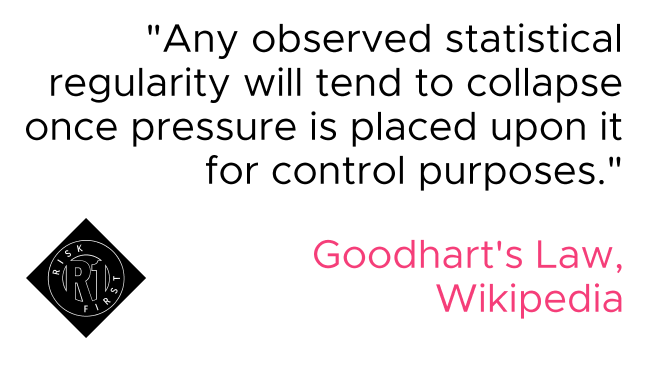 "Any observed statistical
regularity will tend to collapse
once pressure is placed upon it
for control purposes."
Goodhart's Law,
Wikipedia
RISK
R1
FIRST